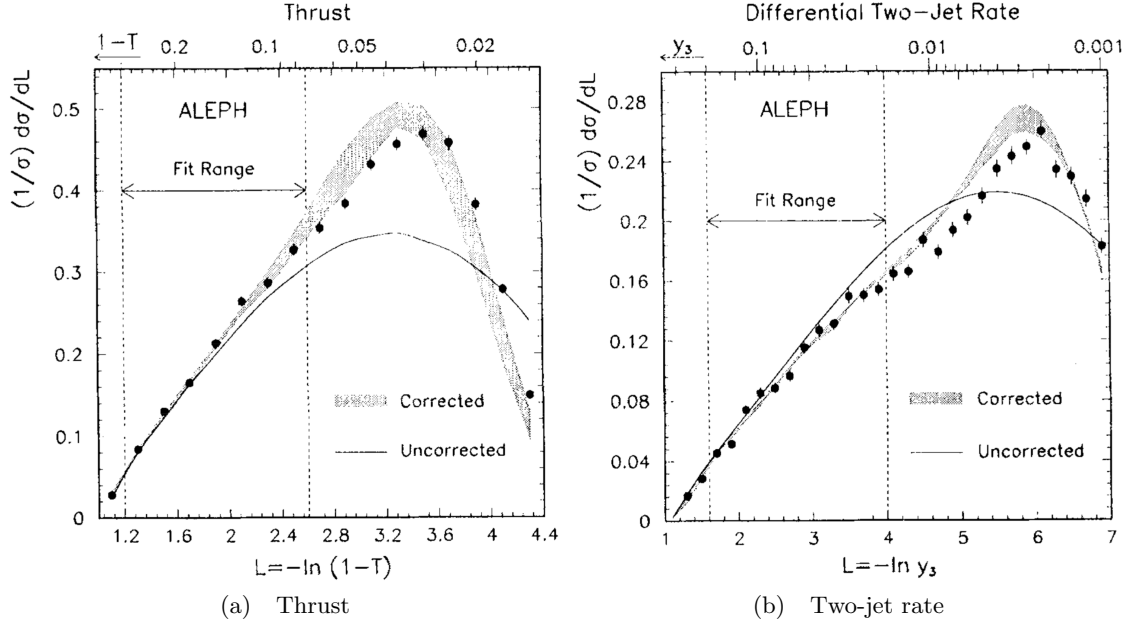 Thrust
1-T 0.2 0.1 0.05 0.02
(1/σ) dσ/dL
0.5
0.4
0.3
0.2
0.1
0
ALEPH
Fit Range
Corrected
Uncorrected
1.2 1.6 2 2.4 2.8 3.2 3.6 4 4.4
L=-ln (1-T)
(a) Thrust
Differential Two-Jet Rate
y₃ 0.1 0.01 0.001
(1/σ) dσ/dL
0.28
0.24
0.2
0.16
0.12
0.08
0.04
0
ALEPH
Fit Range
Corrected
Uncorrected
1 2 3 4 5 6 7
L=-ln y₃
(b) Two-jet rate